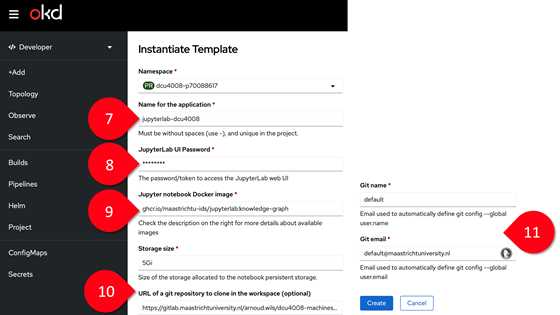 okd
Developer
+Add
Topology
Observe
Search
Builds
Pipelines
Helm
Project
ConfigMaps
Secrets
Instantiate Template
Namespace *
PR dcu4008-p70088617
Name for the application *
7
jupyterlab-dcu4008
Must be without spaces (use -), and unique in the project.
JupyterLab UI Password *
8
********
The password/token to access the JupyterLab web UI
Jupyter notebook Docker image *
9
ghcr.io/maastrichtu-ids/jupyterlab:knowledge-graph
Check the description on the right for more details about available
images
Storage size *
5Gi
Size of the storage allocated to the notebook persistent storage.
10
URL of a git repository to clone in the workspace (optional)
https://gitlab.maastrichtuniversity.nl/arnoud.wils/dcu4008-machines...
Git name *
default
Email used to automatically define git config --global
user.name
11
Git email *
default@maastrichtuniversity.nl
Email used to automatically define git config --global
user.email
Create
Cancel